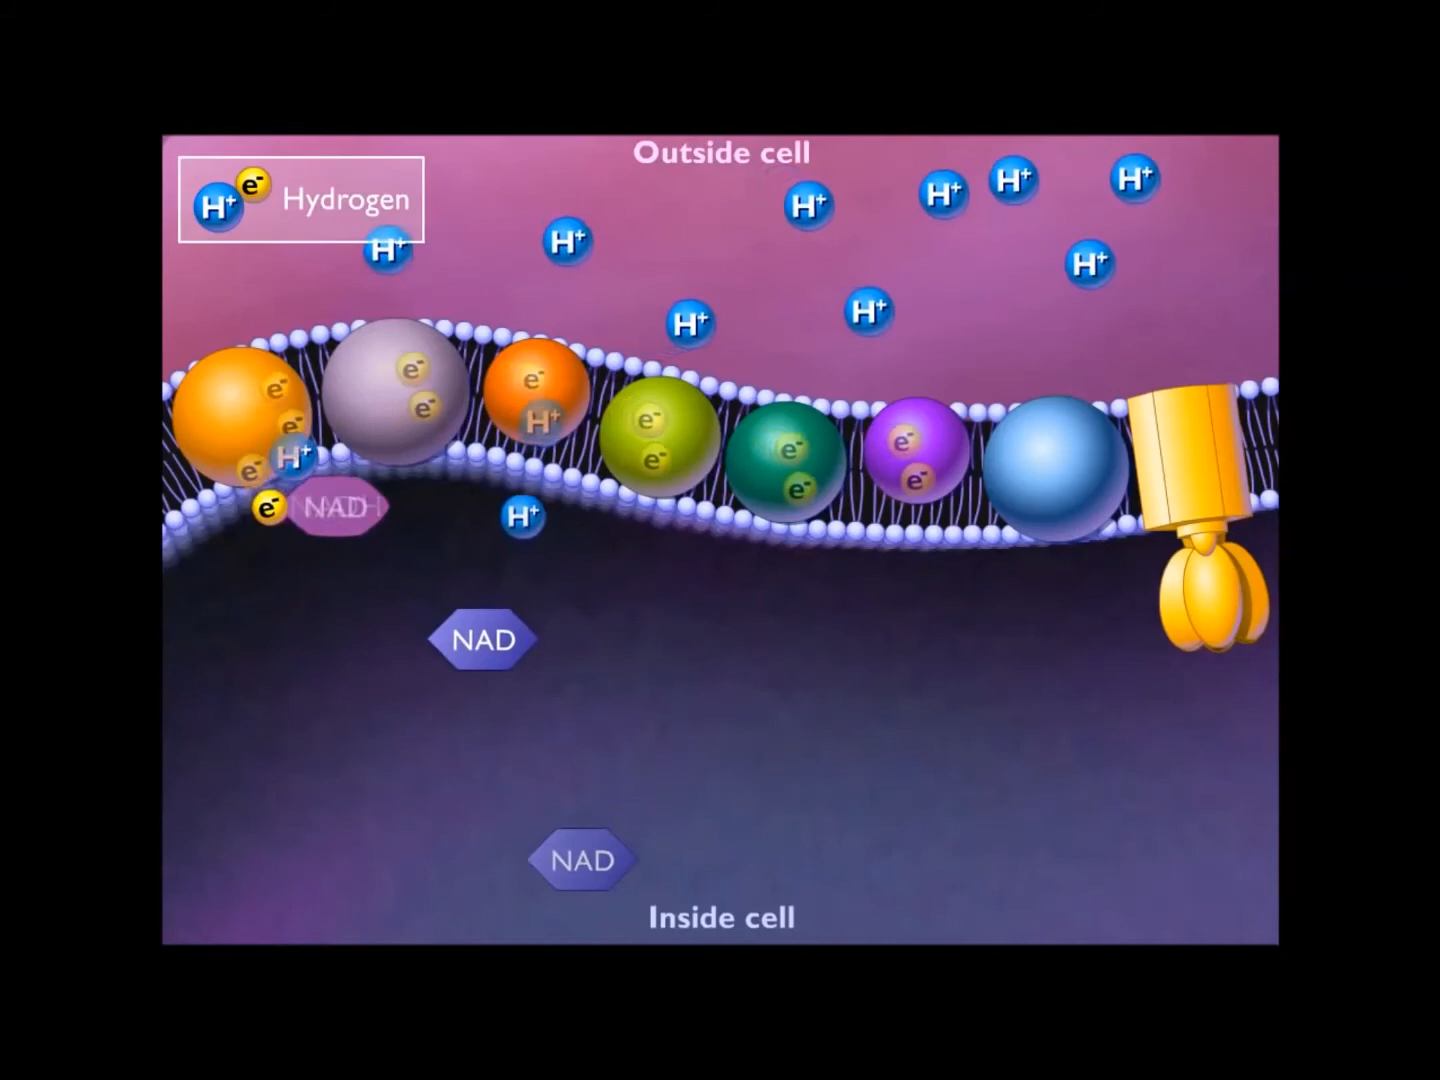 Outside cell
H+ e- Hydrogen
H+
H+
H+
H+
H+
H+
H+
H+
H+
e-
e-
e-
H+
e-
e-
e-
e-
H+
e-
e-
e-
e-
e-
e-
NAD
H+
NAD
NAD
Inside cell